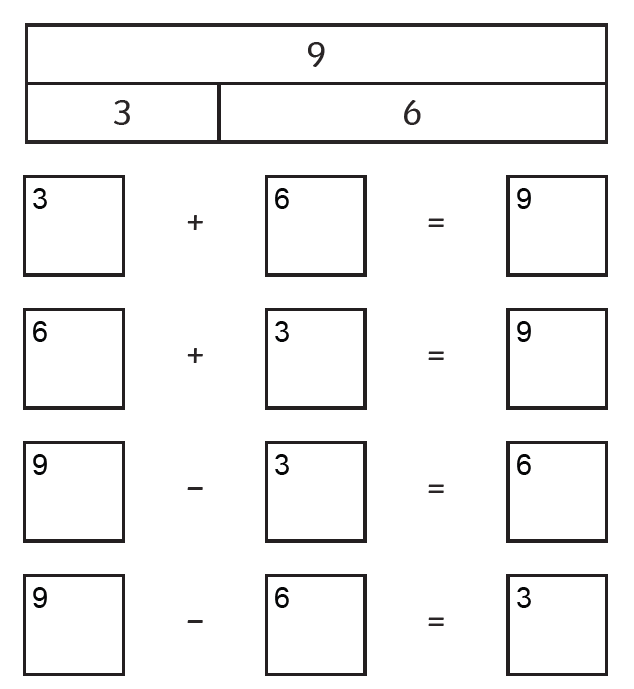 9
3 6
3 + 6 = 9
6 + 3 = 9
9 − 3 = 6
9 − 6 = 3